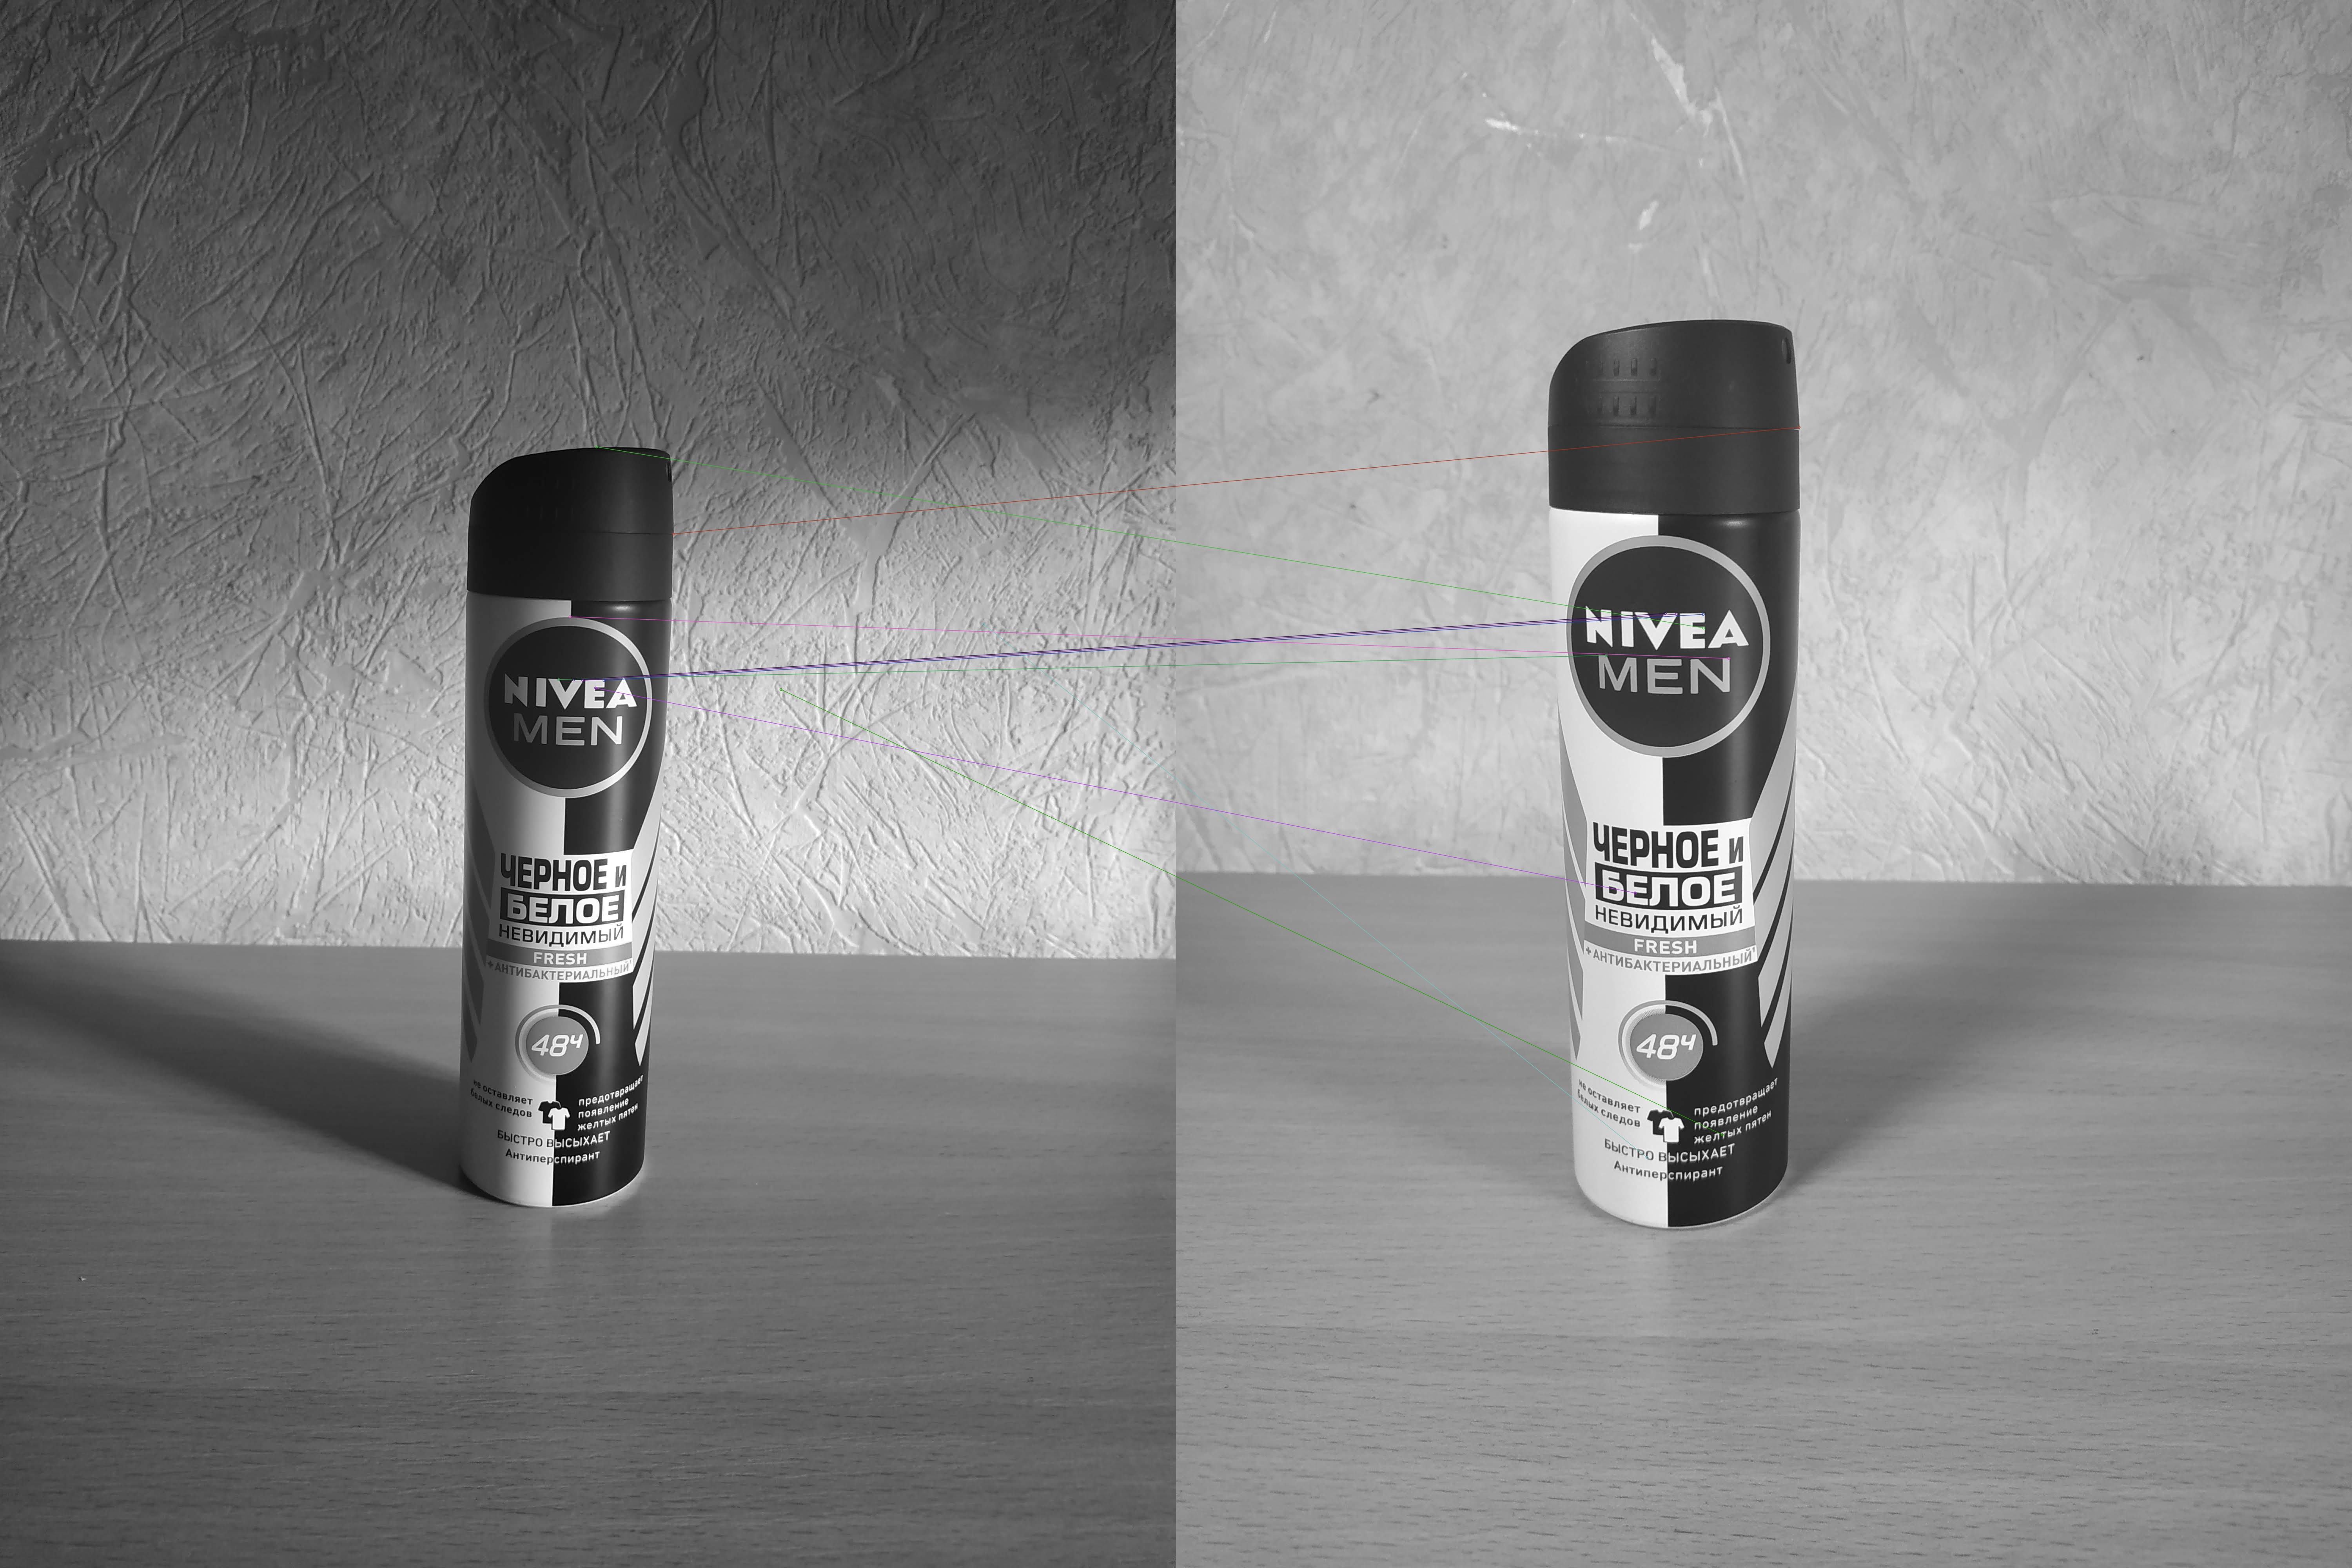 NIVEA
MEN
ЧЕРНОЕ и
БЕЛОЕ
НЕВИДИМЫЙ
FRESH
+АНТИБАКТЕРИАЛЬНЫЙ
48ч
не оставляет
белых следов
предотвращает
появление
желтых пятен
БЫСТРО ВЫСЫХАЕТ
Антиперспирант
NIVEA
MEN
ЧЕРНОЕ и
БЕЛОЕ
НЕВИДИМЫЙ
FRESH
+АНТИБАКТЕРИАЛЬНЫЙ¹
48ч
не оставляет
белых следов
предотвращает
появление
желтых пятен
БЫСТРО ВЫСЫХАЕТ
Антиперспирант